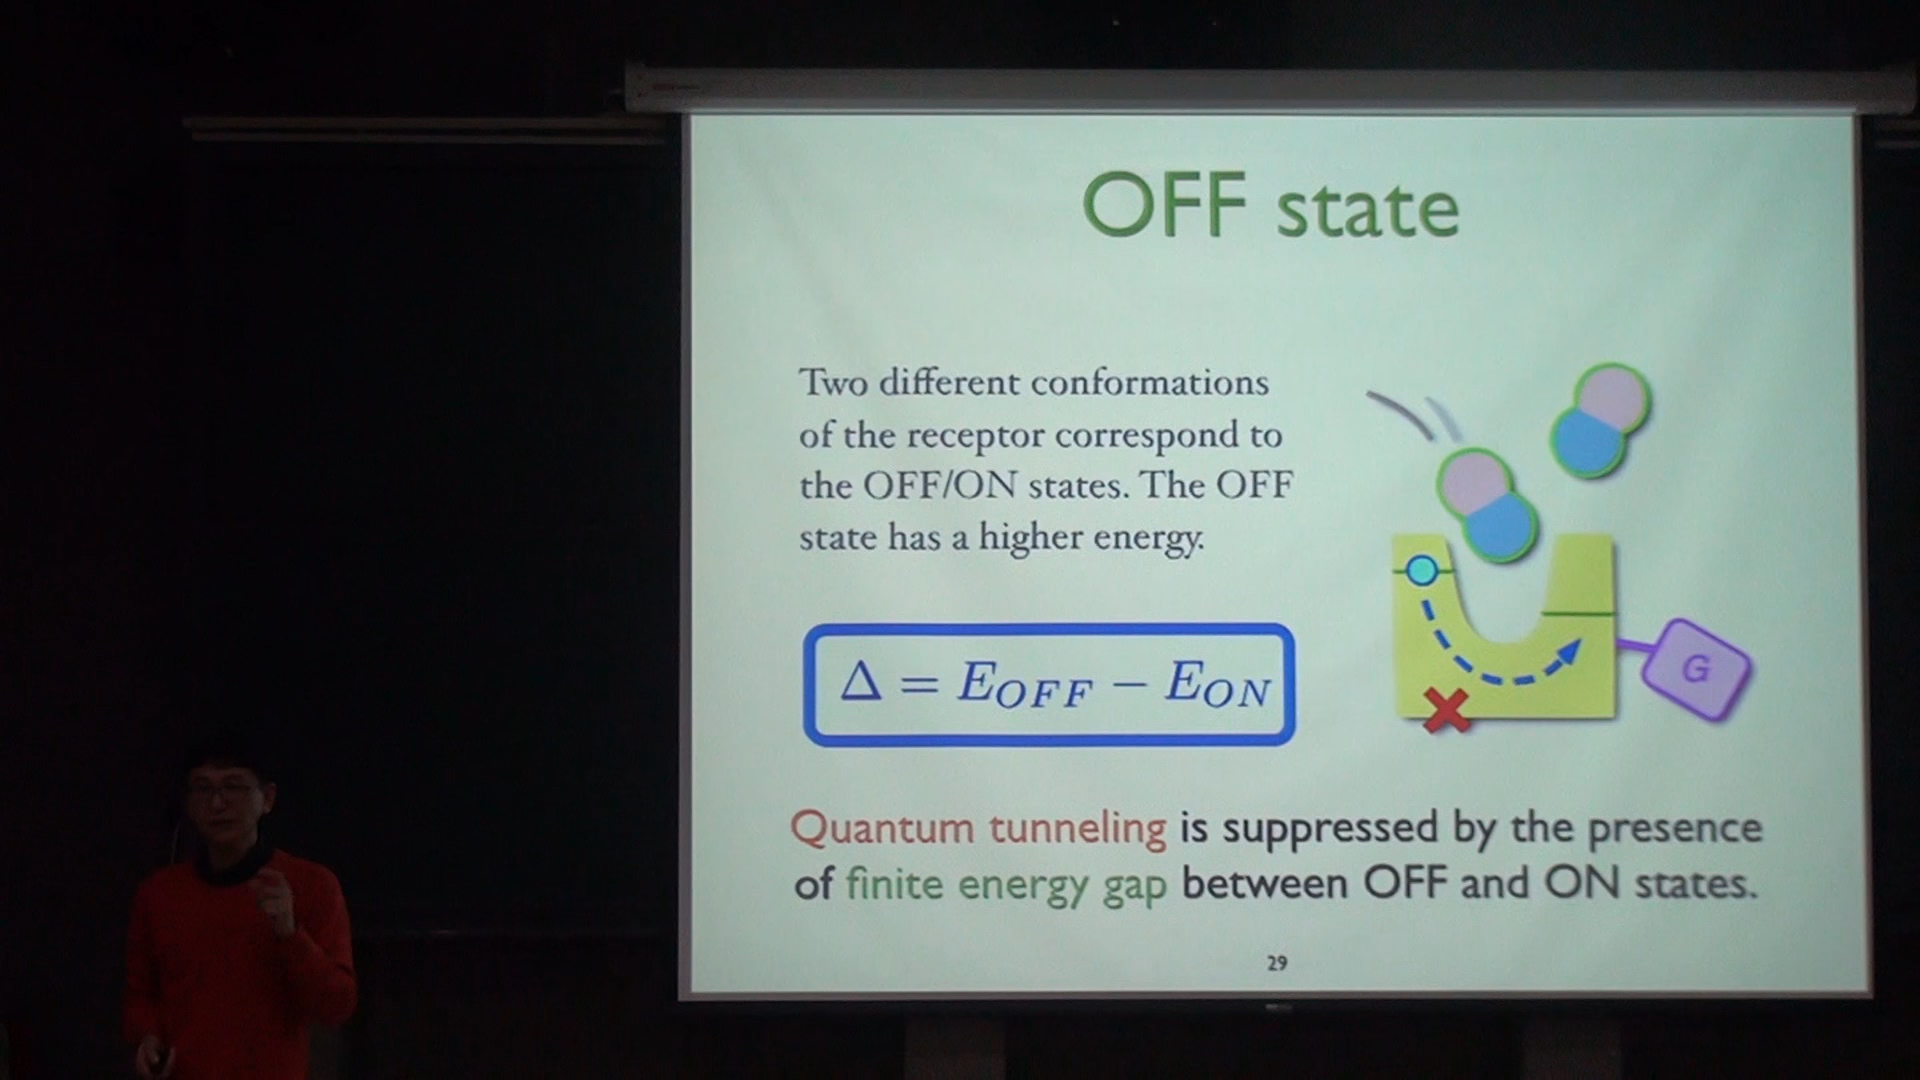 OFF state
Two different conformations
of the receptor correspond to
the OFF/ON states. The OFF
state has a higher energy.
Δ = E_OFF − E_ON
G
Quantum tunneling is suppressed by the presence
of finite energy gap between OFF and ON states.
29